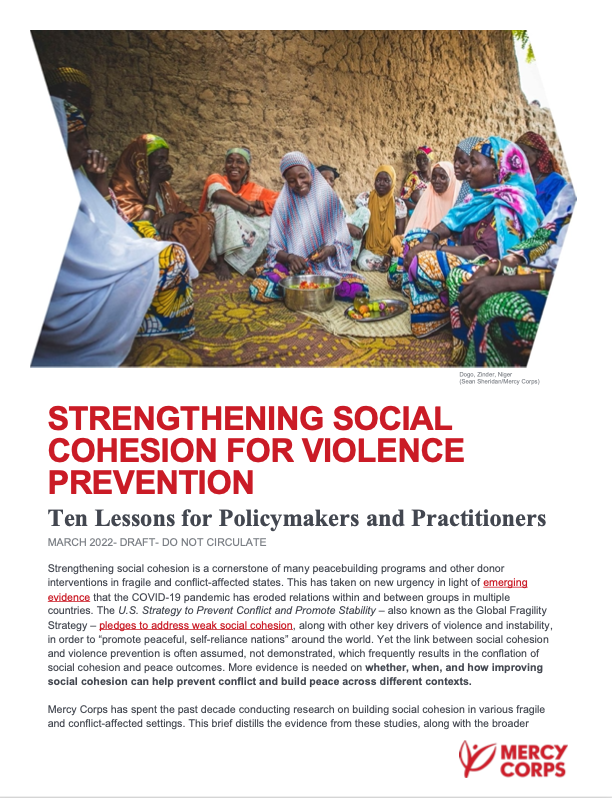 Dogo, Zinder, Niger
(Sean Sheridan/Mercy Corps)
STRENGTHENING SOCIAL
COHESION FOR VIOLENCE
PREVENTION
Ten Lessons for Policymakers and Practitioners
MARCH 2022- DRAFT- DO NOT CIRCULATE
Strengthening social cohesion is a cornerstone of many peacebuilding programs and other donor
interventions in fragile and conflict-affected states. This has taken on new urgency in light of emerging
evidence that the COVID-19 pandemic has eroded relations within and between groups in multiple
countries. The U.S. Strategy to Prevent Conflict and Promote Stability – also known as the Global Fragility
Strategy – pledges to address weak social cohesion, along with other key drivers of violence and instability,
in order to “promote peaceful, self-reliance nations” around the world. Yet the link between social cohesion
and violence prevention is often assumed, not demonstrated, which frequently results in the conflation of
social cohesion and peace outcomes. More evidence is needed on whether, when, and how improving
social cohesion can help prevent conflict and build peace across different contexts.
Mercy Corps has spent the past decade conducting research on building social cohesion in various fragile
and conflict-affected settings. This brief distills the evidence from these studies, along with the broader
MERCY
CORPS